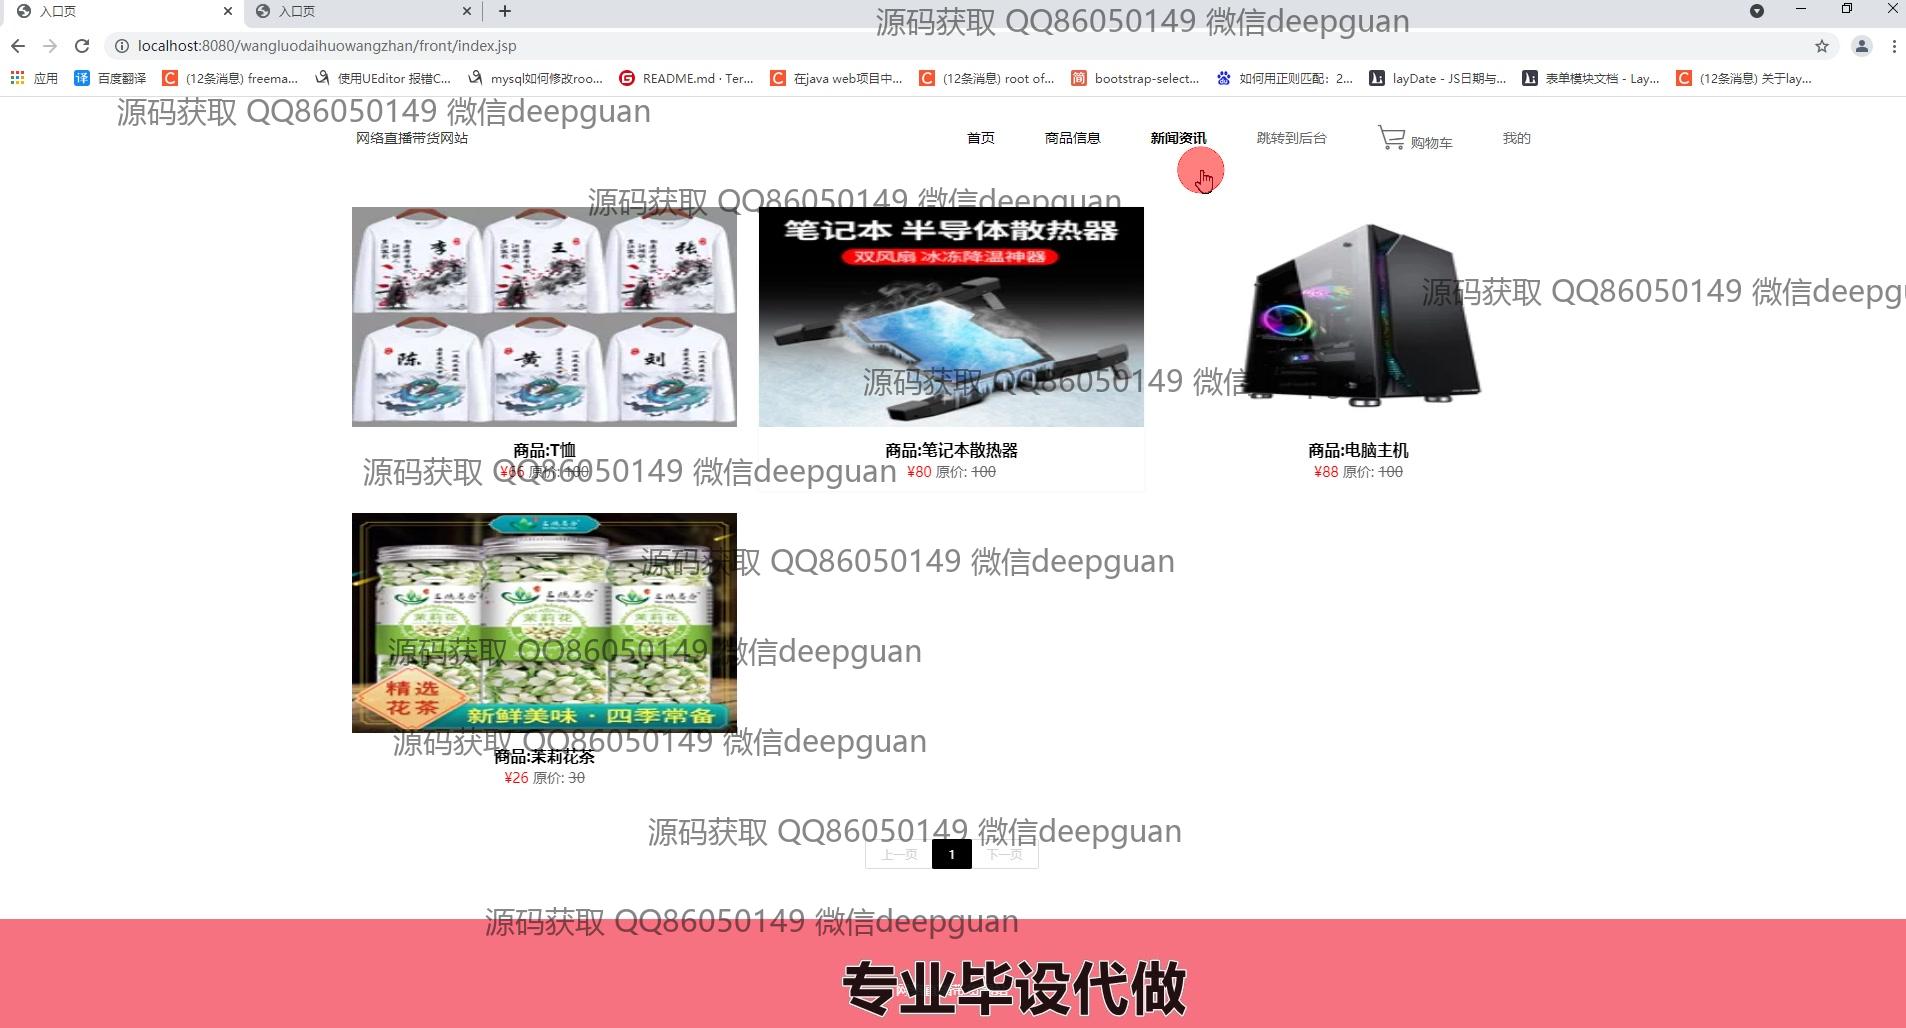 入口页
入口页
源码获取 QQ86050149 微信deepguan
localhost:8080/wangluodaihuowangzhan/front/index.jsp
应用
百度翻译
(12条消息) freema...
使用UEditor 报错C...
mysql如何修改roo...
README.md · Ter...
在java web项目中...
(12条消息) root of...
bootstrap-select...
如何用正则匹配：2...
layDate - JS日期与...
表单模块文档 - Lay...
(12条消息) 关于lay...
源码获取 QQ86050149 微信deepguan
网络直播带货网站
首页
商品信息
新闻资讯
跳转到后台
购物车
我的
源码获取 QQ86050149 微信deepguan
李
王
张
陈
黄
刘
笔记本 半导体散热器
双风扇 冰冻降温神器
源码获取 QQ86050149 微信deepgu
源码获取 QQ86050149 微信
商品:T恤
¥66 原价: 100
商品:笔记本散热器
¥80 原价: 100
商品:电脑主机
¥88 原价: 100
源码获取 QQ86050149 微信deepguan
源码获取 QQ86050149 微信deepguan
茉莉花
茉莉花
茉莉花
源码获取 QQ86050149 微信deepguan
精选
花茶
新鲜美味 · 四季常备
源码获取 QQ86050149 微信deepguan
商品:茉莉花茶
¥26 原价: 30
源码获取 QQ86050149 微信deepguan
上一页
1
下一页
源码获取 QQ86050149 微信deepguan
专业毕设代做